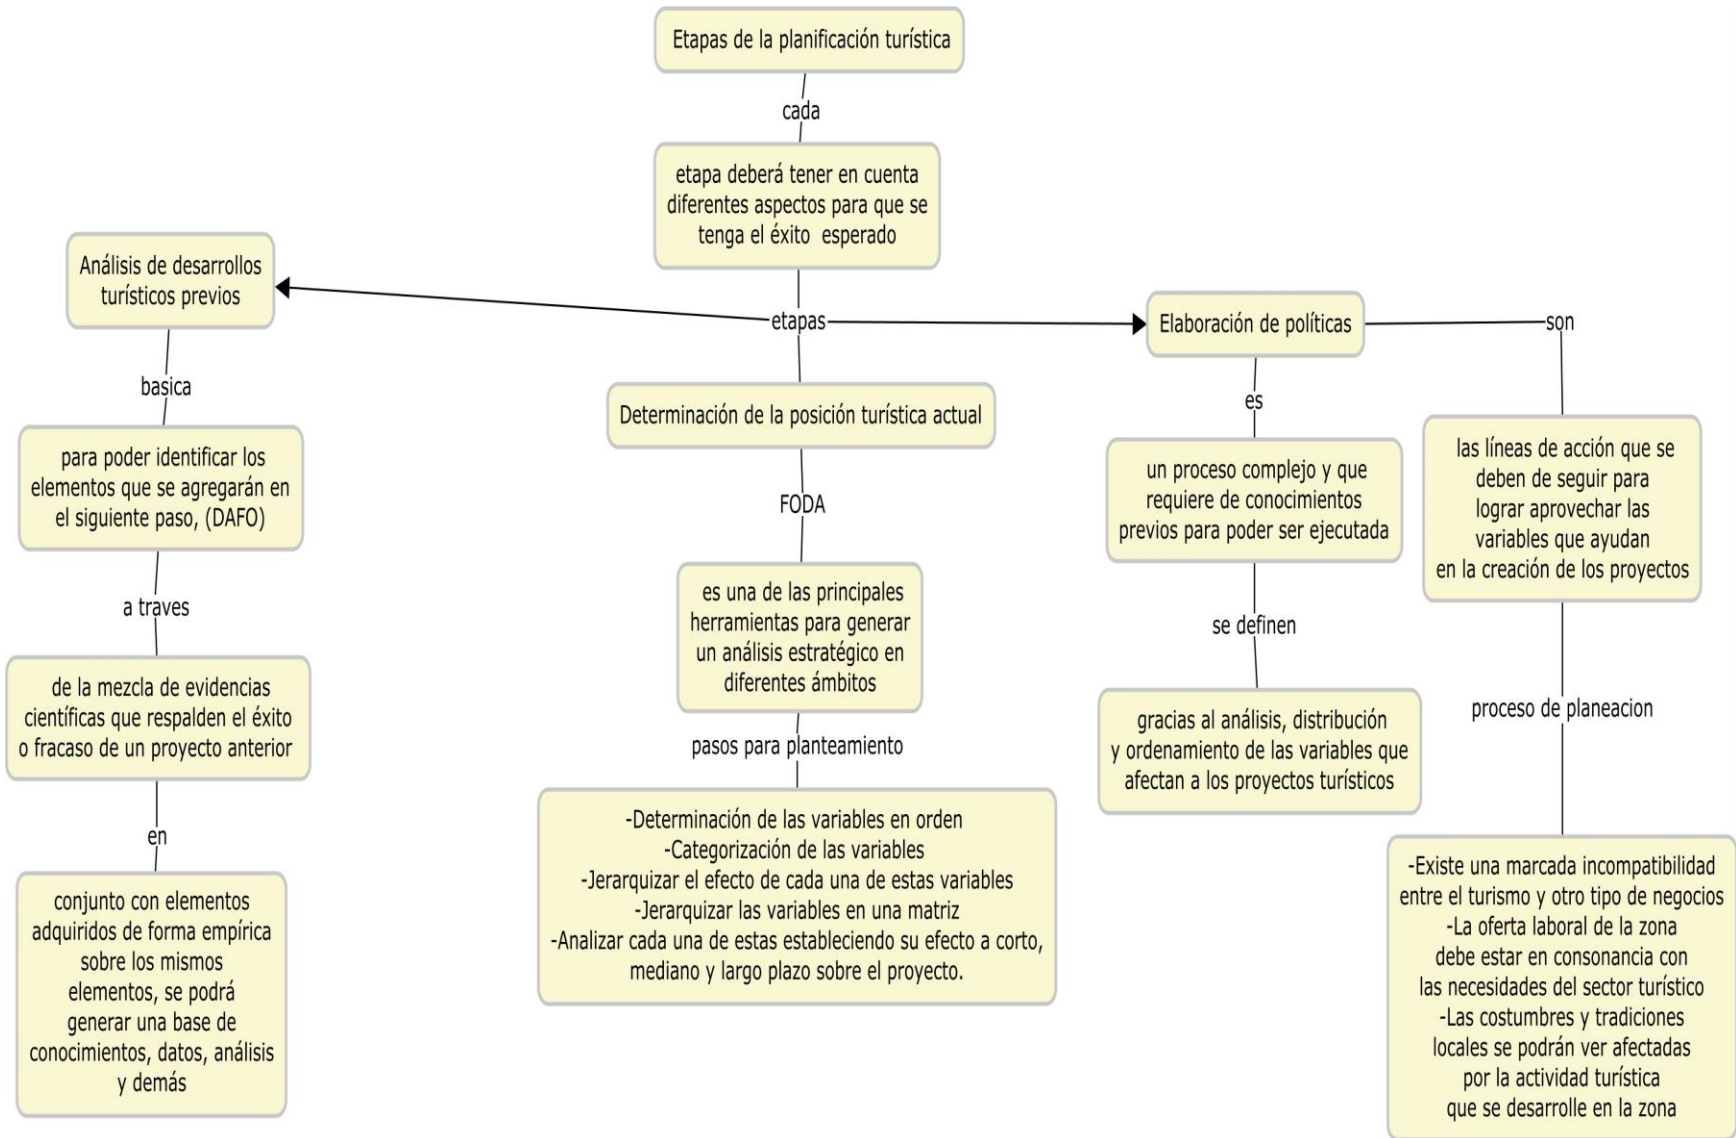 Etapas de la planificación turística
cada
etapa deberá tener en cuenta
diferentes aspectos para que se
tenga el éxito esperado
etapas
Análisis de desarrollos
turísticos previos
basica
para poder identificar los
elementos que se agregarán en
el siguiente paso, (DAFO)
a traves
de la mezcla de evidencias
científicas que respalden el éxito
o fracaso de un proyecto anterior
en
conjunto con elementos
adquiridos de forma empírica
sobre los mismos
elementos, se podrá
generar una base de
conocimientos, datos, análisis
y demás
Determinación de la posición turística actual
FODA
es una de las principales
herramientas para generar
un análisis estratégico en
diferentes ámbitos
pasos para planteamiento
-Determinación de las variables en orden
-Categorización de las variables
-Jerarquizar el efecto de cada una de estas variables
-Jerarquizar las variables en una matriz
-Analizar cada una de estas estableciendo su efecto a corto,
mediano y largo plazo sobre el proyecto.
Elaboración de políticas
es
un proceso complejo y que
requiere de conocimientos
previos para poder ser ejecutada
se definen
gracias al análisis, distribución
y ordenamiento de las variables que
afectan a los proyectos turísticos
son
las líneas de acción que se
deben de seguir para
lograr aprovechar las
variables que ayudan
en la creación de los proyectos
proceso de planeacion
-Existe una marcada incompatibilidad
entre el turismo y otro tipo de negocios
-La oferta laboral de la zona
debe estar en consonancia con
las necesidades del sector turístico
-Las costumbres y tradiciones
locales se podrán ver afectadas
por la actividad turística
que se desarrolle en la zona